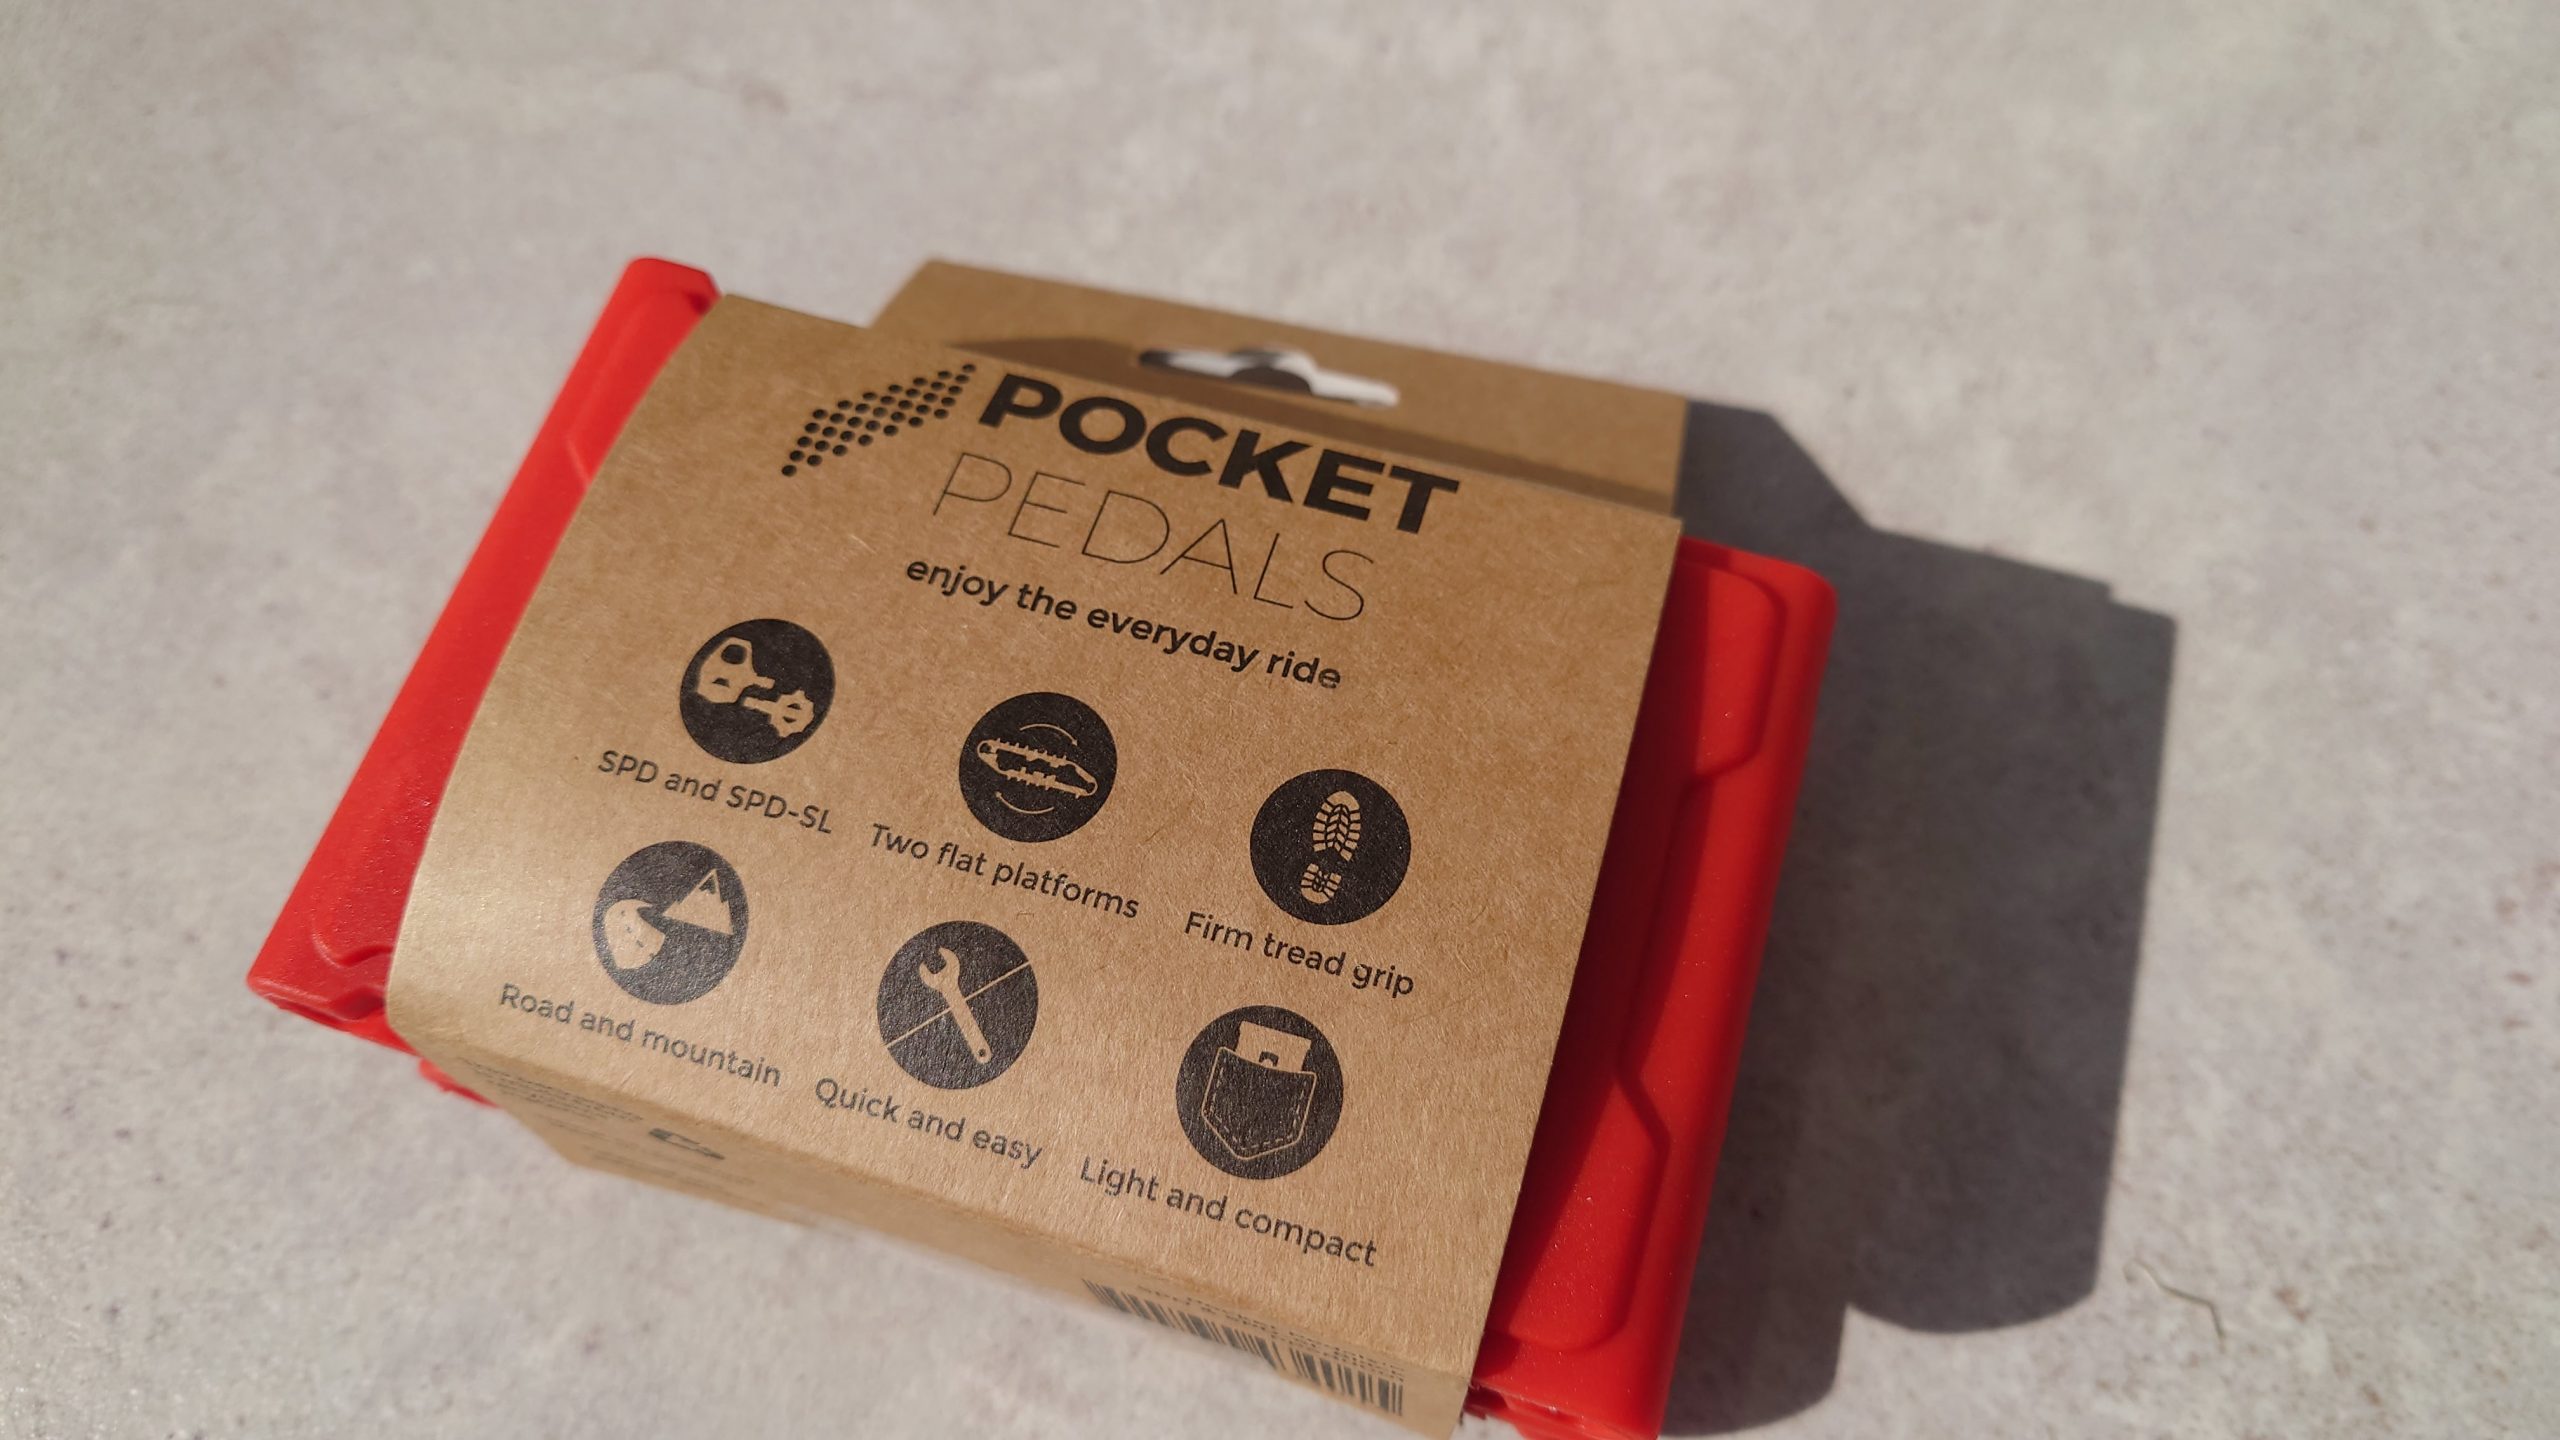 POCKET
PEDALS
enjoy the everyday ride
SPD and SPD-SL
Two flat platforms
Firm tread grip
Road and mountain
Quick and easy
Light and compact